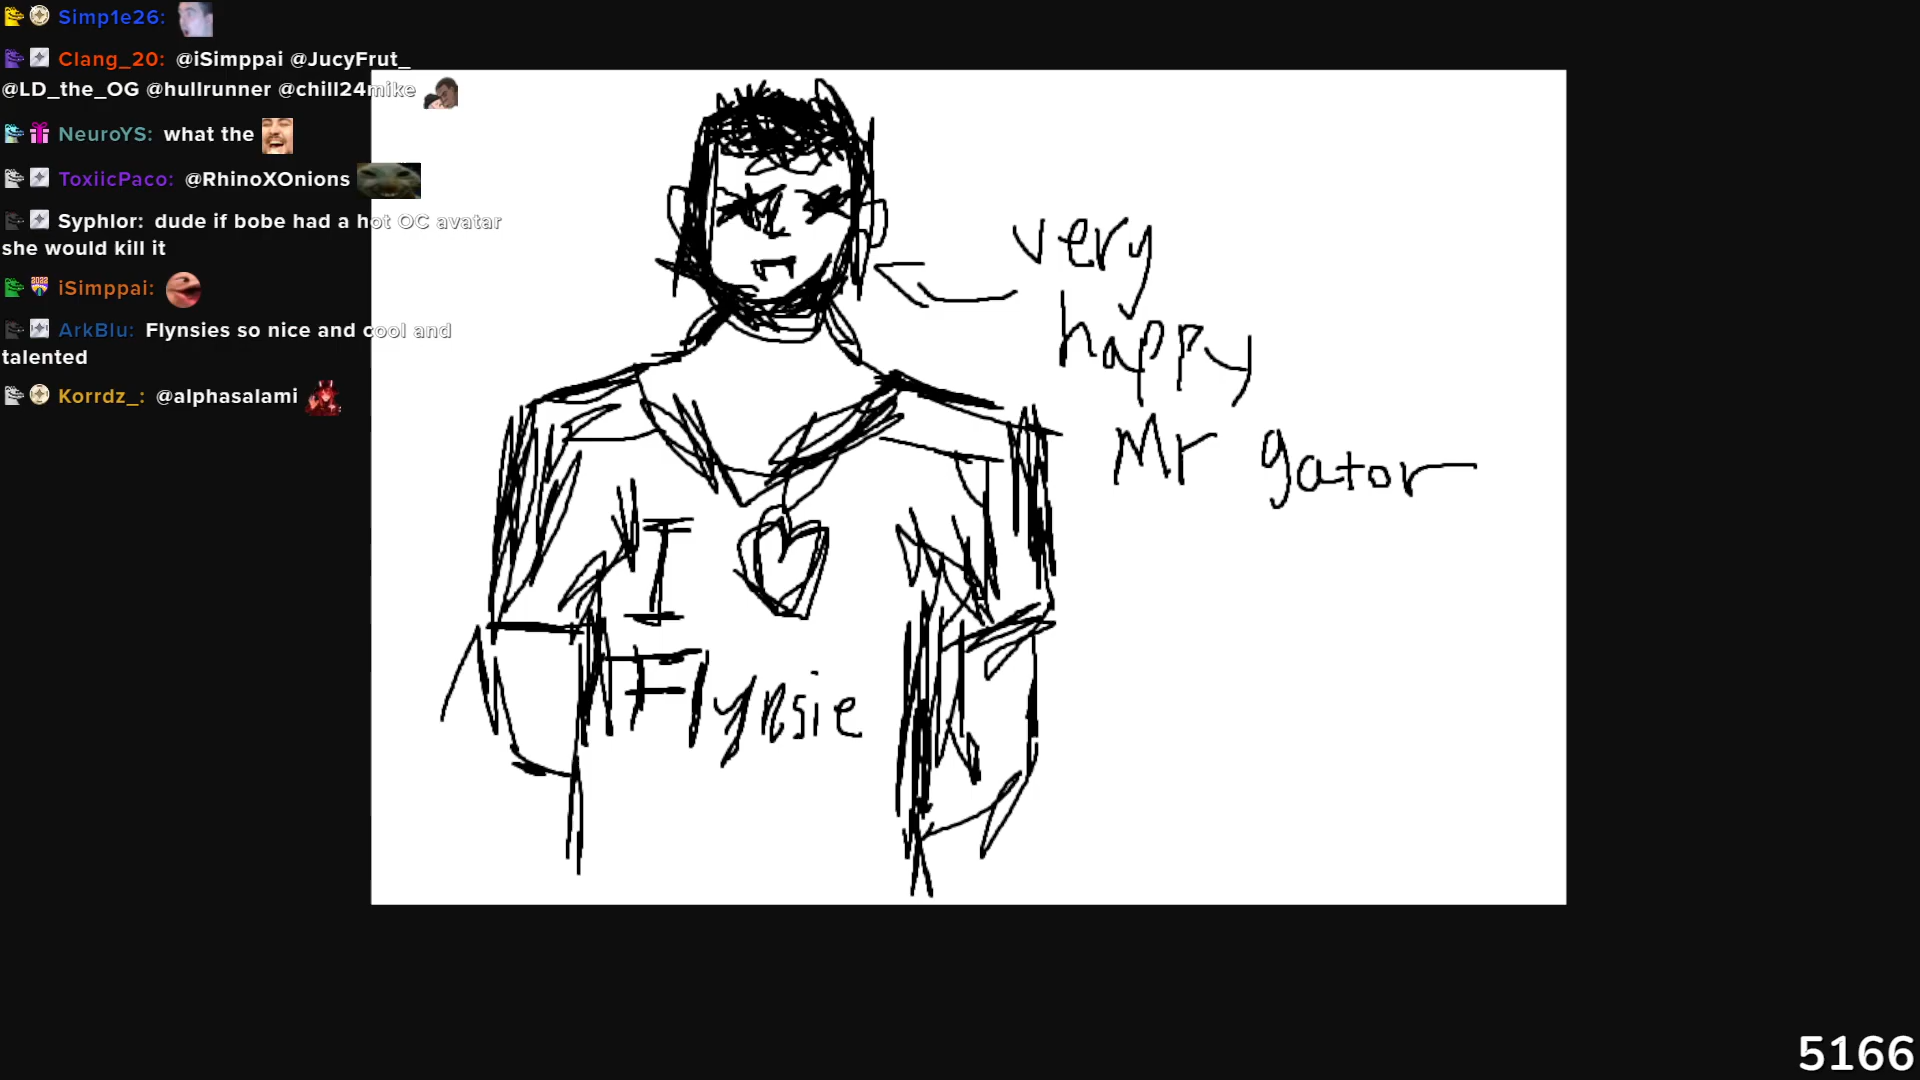 Simp1e26:
Clang_20: @iSimppai @JucyFrut_
@LD_the_OG @hullrunner @chill24mike
NeuroYS: what the
ToxiicPaco: @RhinoXOnions
Syphlor: dude if bobe had a hot OC avatar
she would kill it
iSimppai:
ArkBlu: Flynsies so nice and cool and
talented
Korrdz_: @alphasalami
very
happy
Mr gator
I
Flynsie
5166